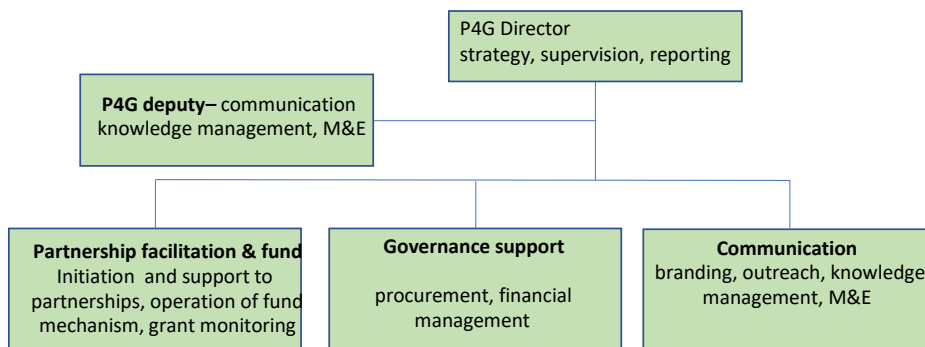 P4G Director
strategy, supervision, reporting
P4G deputy– communication
knowledge management, M&E
Partnership facilitation & fund
Initiation and support to
partnerships, operation of fund
mechanism, grant monitoring
Governance support
procurement, financial
management
Communication
branding, outreach, knowledge
management, M&E